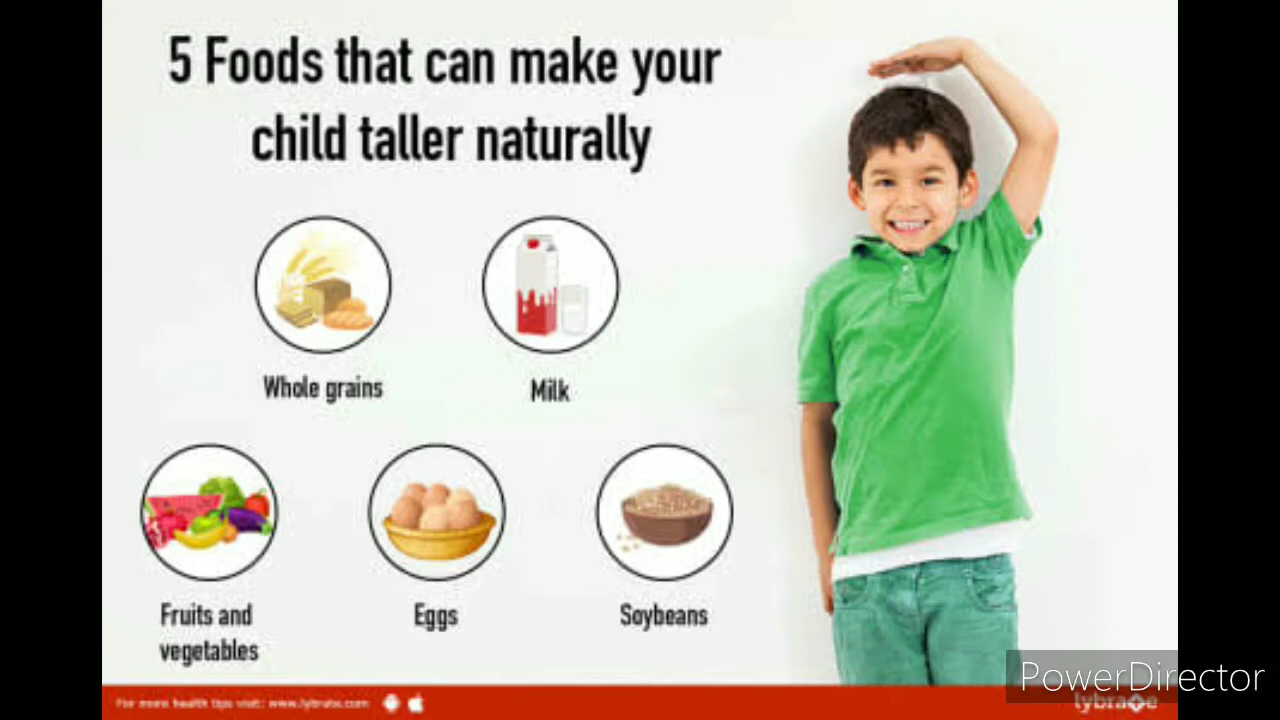 5 Foods that can make your
child taller naturally
Whole grains
Milk
Fruits and
vegetables
Eggs
Soybeans
For more health tips visit: www.lybrate.com
PowerDirector
lybrate